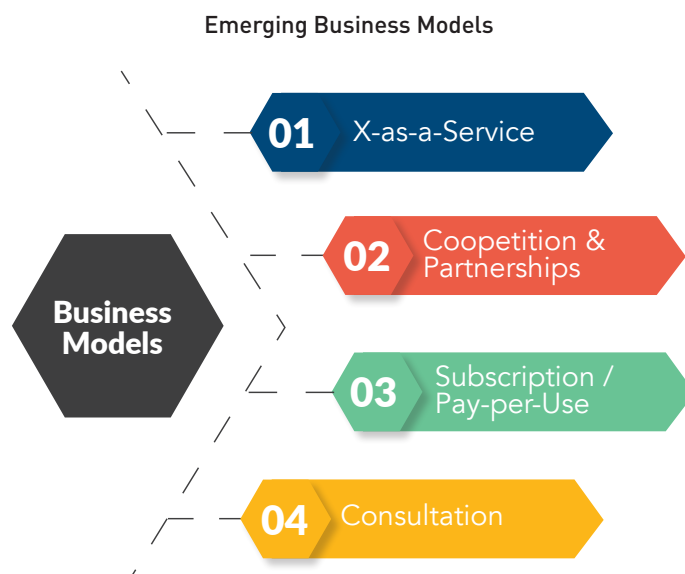 Emerging Business Models
01
X-as-a-Service
02
Coopetition &
Partnerships
Business
Models
03
Subscription /
Pay-per-Use
04
Consultation